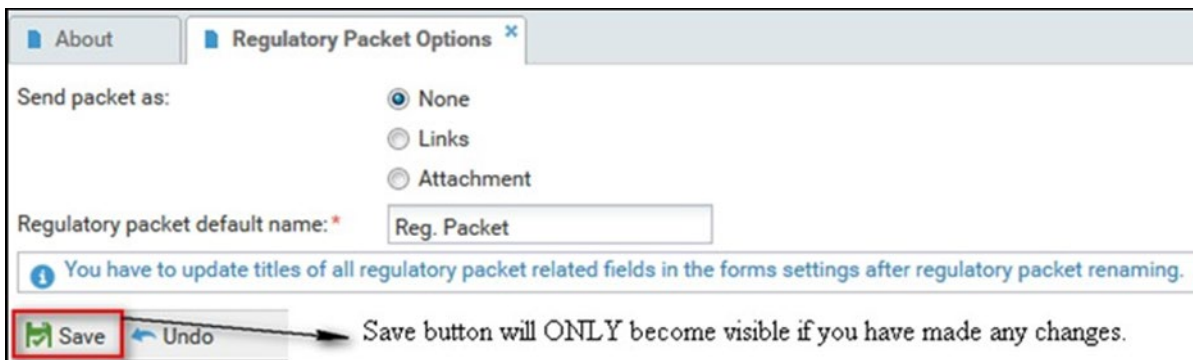 About
Regulatory Packet Options
Send packet as:
None
Links
Attachment
Regulatory packet default name:*
Reg. Packet
You have to update titles of all regulatory packet related fields in the forms settings after regulatory packet renaming.
Save
Undo
Save button will ONLY become visible if you have made any changes.